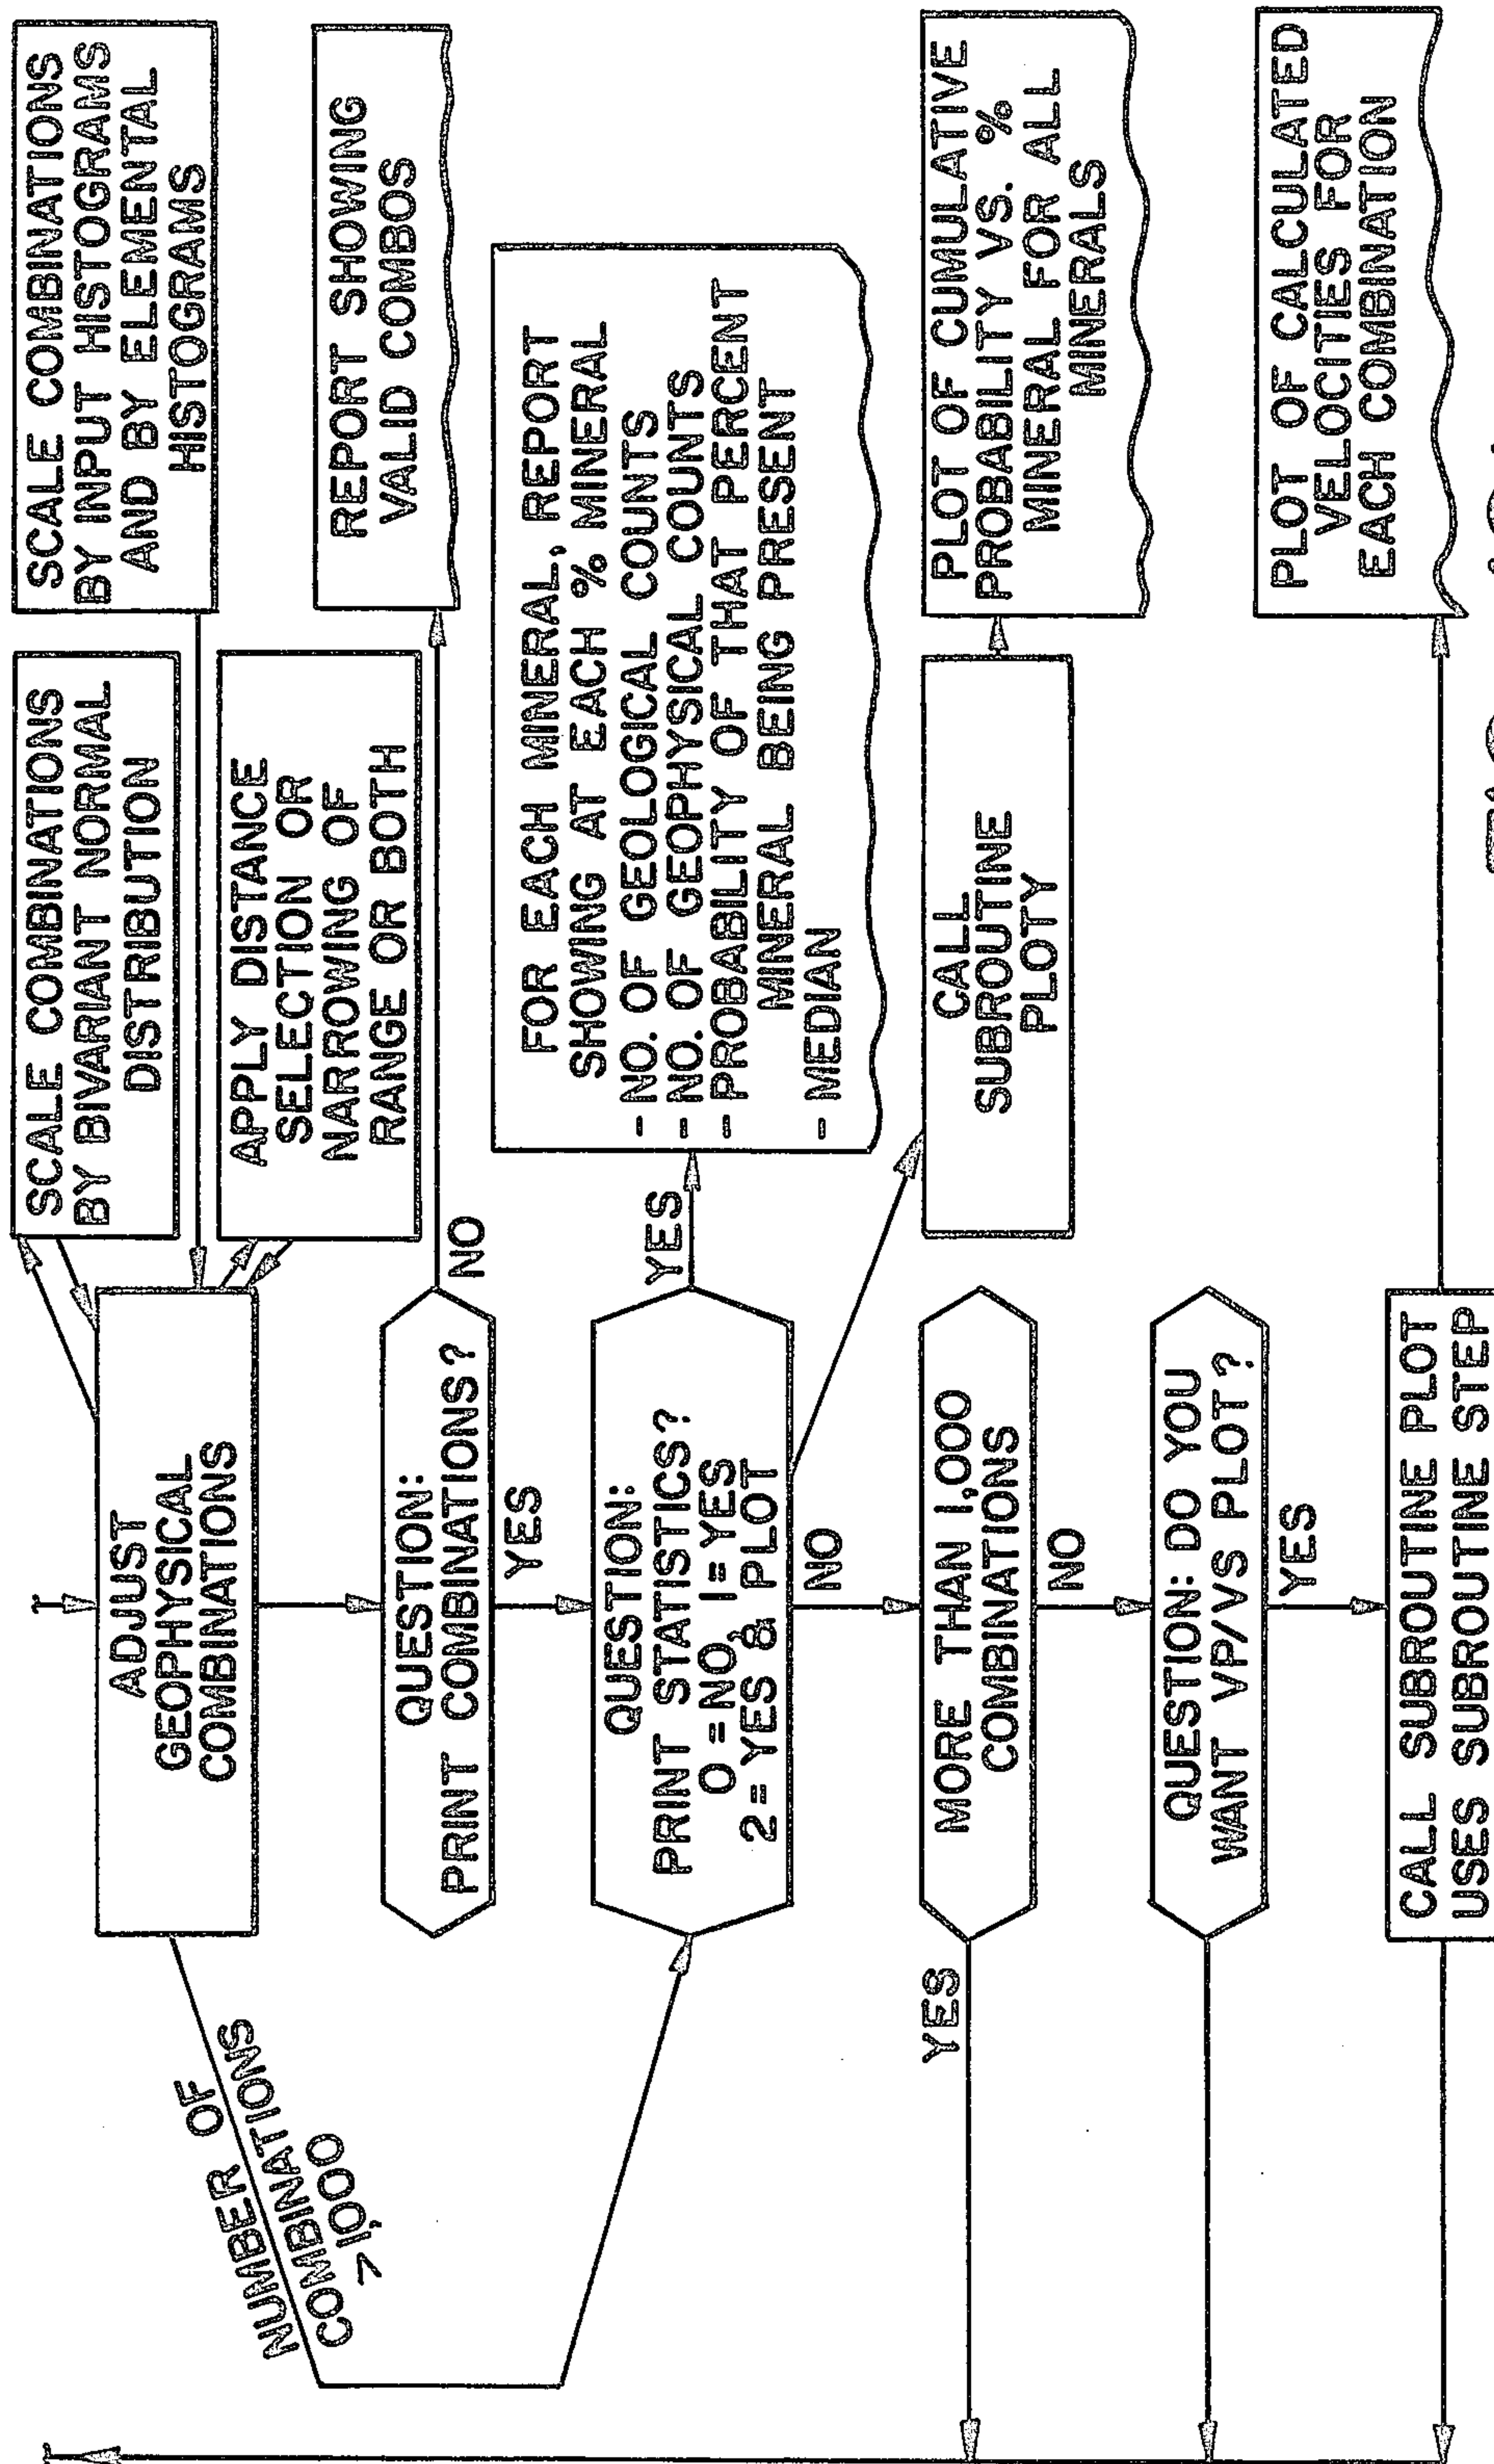 ADJUST
GEOPHYSICAL
COMBINATIONS
SCALE COMBINATIONS
BY BIVARIANT NORMAL
DISTRIBUTION
SCALE COMBINATIONS
BY INPUT HISTOGRAMS
AND BY ELEMENTAL
HISTOGRAMS
APPLY DISTANCE
SELECTION OR
NARROWING OF
RANGE OR BOTH
NUMBER OF
COMBINATIONS
> 1,000
QUESTION:
PRINT COMBINATIONS?
NO
REPORT SHOWING
VALID COMBOS
YES
QUESTION:
PRINT STATISTICS?
0 = NO, 1 = YES
2 = YES & PLOT
YES
FOR EACH MINERAL, REPORT
SHOWING AT EACH % MINERAL
- NO. OF GEOLOGICAL COUNTS
- NO. OF GEOPHYSICAL COUNTS
- PROBABILITY OF THAT PERCENT
MINERAL BEING PRESENT
- MEDIAN
NO
CALL
SUBROUTINE
PLOTY
PLOT OF CUMULATIVE
PROBABILITY VS. %
MINERAL FOR ALL
MINERALS
MORE THAN 1,000
COMBINATIONS
YES
NO
QUESTION: DO YOU
WANT VP/VS PLOT?
YES
CALL SUBROUTINE PLOT
USES SUBROUTINE STEP
PLOT OF CALCULATED
VELOCITIES FOR
EACH COMBINATION